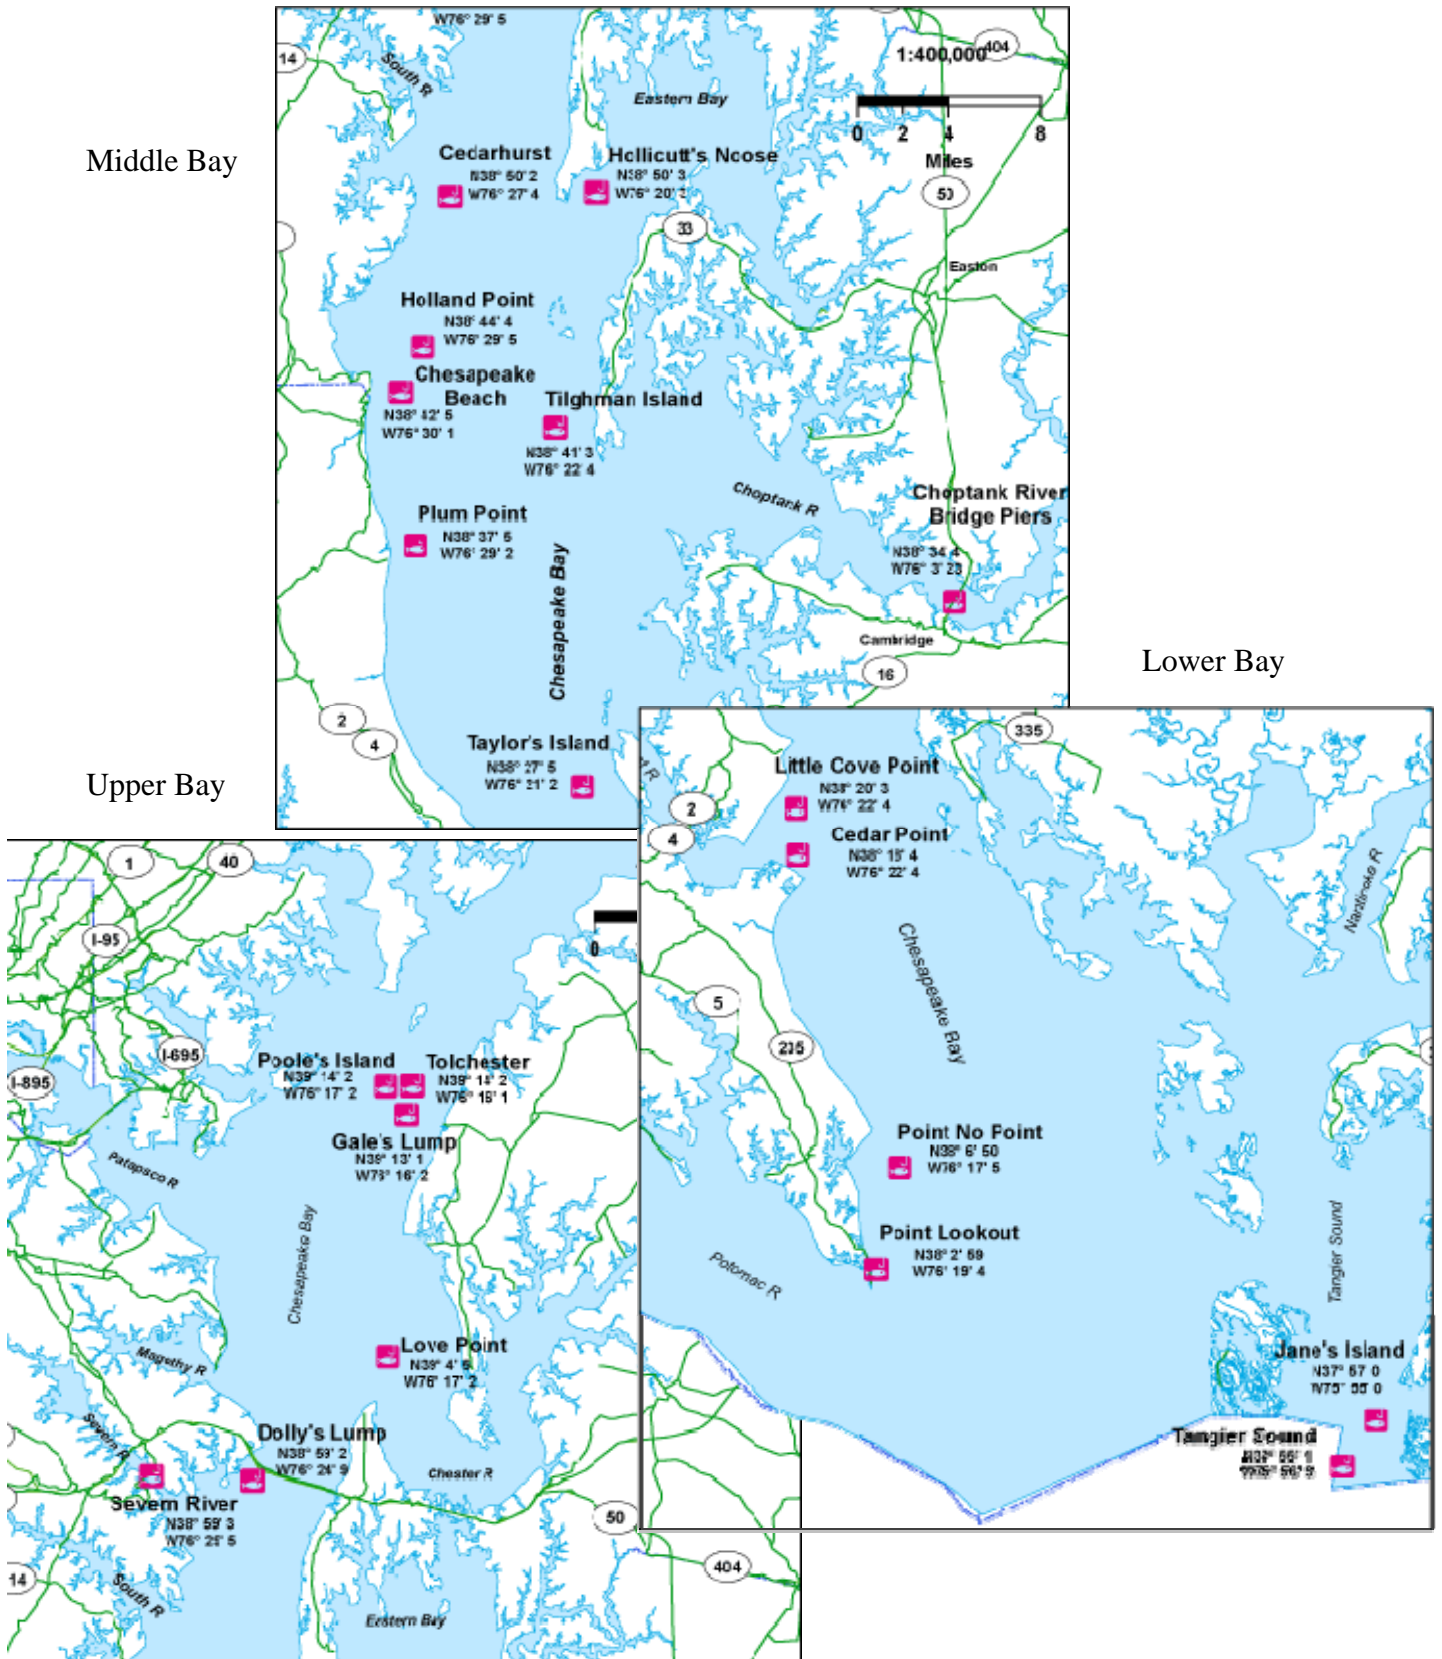 W76° 29' 5
14
South R
Eastern Bay
1:400,000
404
0 2 4 8
Miles
50
Middle Bay
Cedarhurst
N38° 50' 2
W76° 27' 4
Hollicutt's Noose
N38° 50' 3
W76° 20'
33
Easton
Holland Point
N38° 44' 4
W76° 29' 5
Chesapeake
Beach
N38° 42' 5
W76° 30' 1
Tilghman Island
N38° 41' 3
W76° 22' 4
Choptank R
Choptank River
Bridge Piers
N38° 34' 4
W76° 3' 23
Plum Point
N38° 37' 5
W76° 29' 2
Chesapeake Bay
Cambridge
16
2
4
Taylor's Island
N38° 27' 5
W76° 21' 2
Lower Bay
335
Little Cove Point
N38° 20' 3
W76° 22' 4
2
4
Cedar Point
N38° 18' 4
W76° 22' 4
Nanticoke R
Chesapeake Bay
5
235
Point No Point
N38° 6' 50
W76° 17' 5
Point Lookout
N38° 2' 59
W76° 19' 4
Potomac R
Tangier Sound
Jane's Island
N37° 57' 0
W75° 55' 0
Tangier Sound
Upper Bay
1
40
I-95
0
I-695
I-895
Poole's Island
N39° 14' 2
W76° 17' 2
Tolchester
N39° 14' 2
W76° 16' 1
Gale's Lump
N39° 13' 1
W76° 16' 2
Patapsco R
Chesapeake Bay
Magothy R
Love Point
N39° 4' 5
W76° 17' 2
Severn R
Dolly's Lump
N38° 59' 2
W76° 24' 9
Chester R
Severn River
N38° 59' 3
W76° 28' 5
50
404
14
South R
Eastern Bay